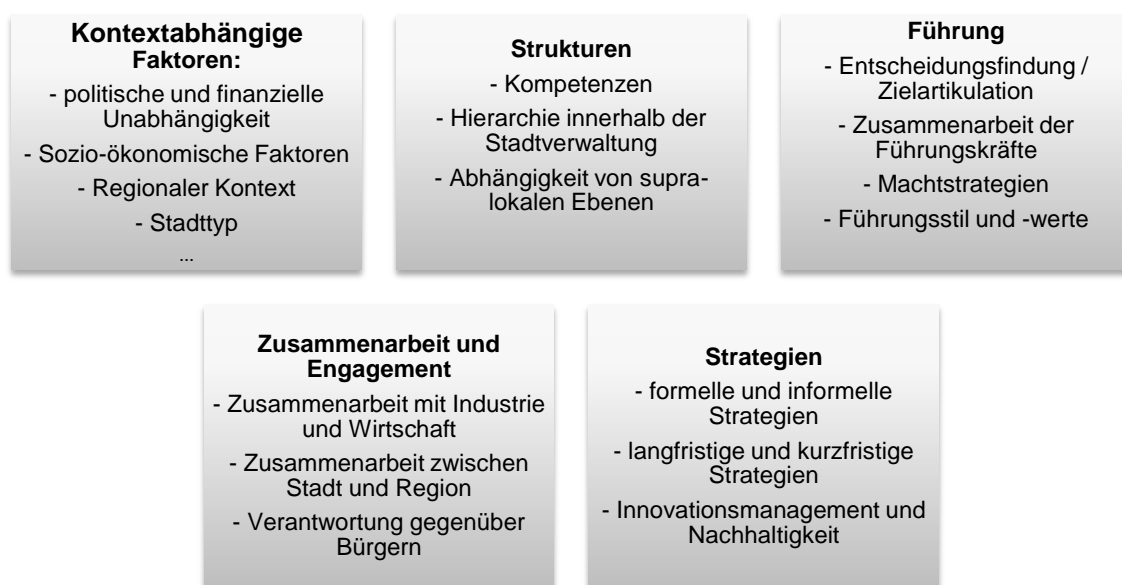 Kontextabhängige
Faktoren:
- politische und finanzielle
Unabhängigkeit
- Sozio-ökonomische Faktoren
- Regionaler Kontext
- Stadttyp
...
Strukturen
- Kompetenzen
- Hierarchie innerhalb der
Stadtverwaltung
- Abhängigkeit von supra-
lokalen Ebenen
Führung
- Entscheidungsfindung /
Zielartikulation
- Zusammenarbeit der
Führungskräfte
- Machtstrategien
- Führungsstil und -werte
Zusammenarbeit und
Engagement
- Zusammenarbeit mit Industrie
und Wirtschaft
- Zusammenarbeit zwischen
Stadt und Region
- Verantwortung gegenüber
Bürgern
Strategien
- formelle und informelle
Strategien
- langfristige und kurzfristige
Strategien
- Innovationsmanagement und
Nachhaltigkeit